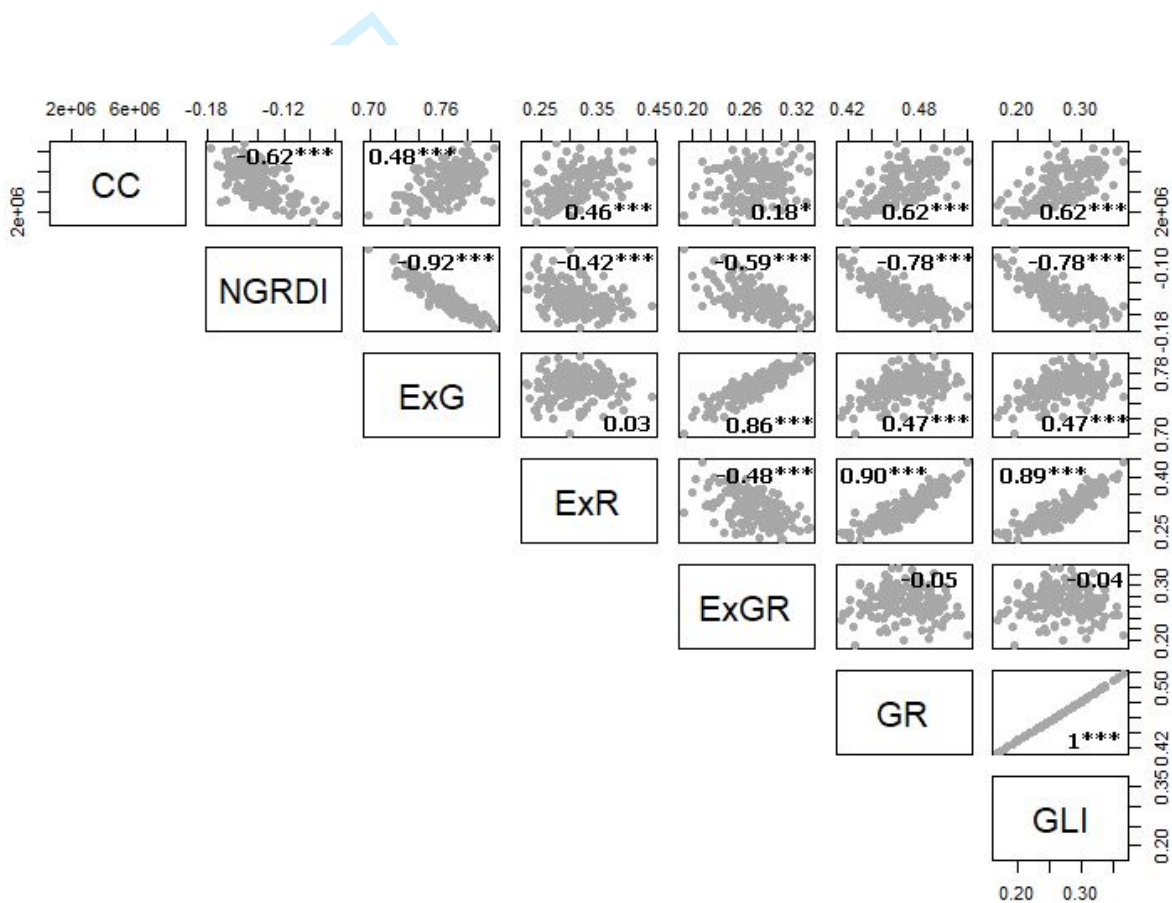 2e+06 6e+06 -0.18 -0.12 0.70 0.76 0.25 0.35 0.45 0.20 0.26 0.32 0.42 0.48 0.20 0.30
CC -0.62*** 0.48*** 0.46*** 0.18* 0.62*** 0.62***
2e+06 2e+06
NGRDI -0.92*** -0.42*** -0.59*** -0.78*** -0.78***
-0.18 -0.10
ExG 0.03 0.86*** 0.47*** 0.47***
0.70 0.78
ExR -0.48*** 0.90*** 0.89***
0.25 0.40
ExGR -0.05 -0.04
0.20 0.30
GR 1***
0.42 0.50
GLI
0.20 0.35
0.20 0.30